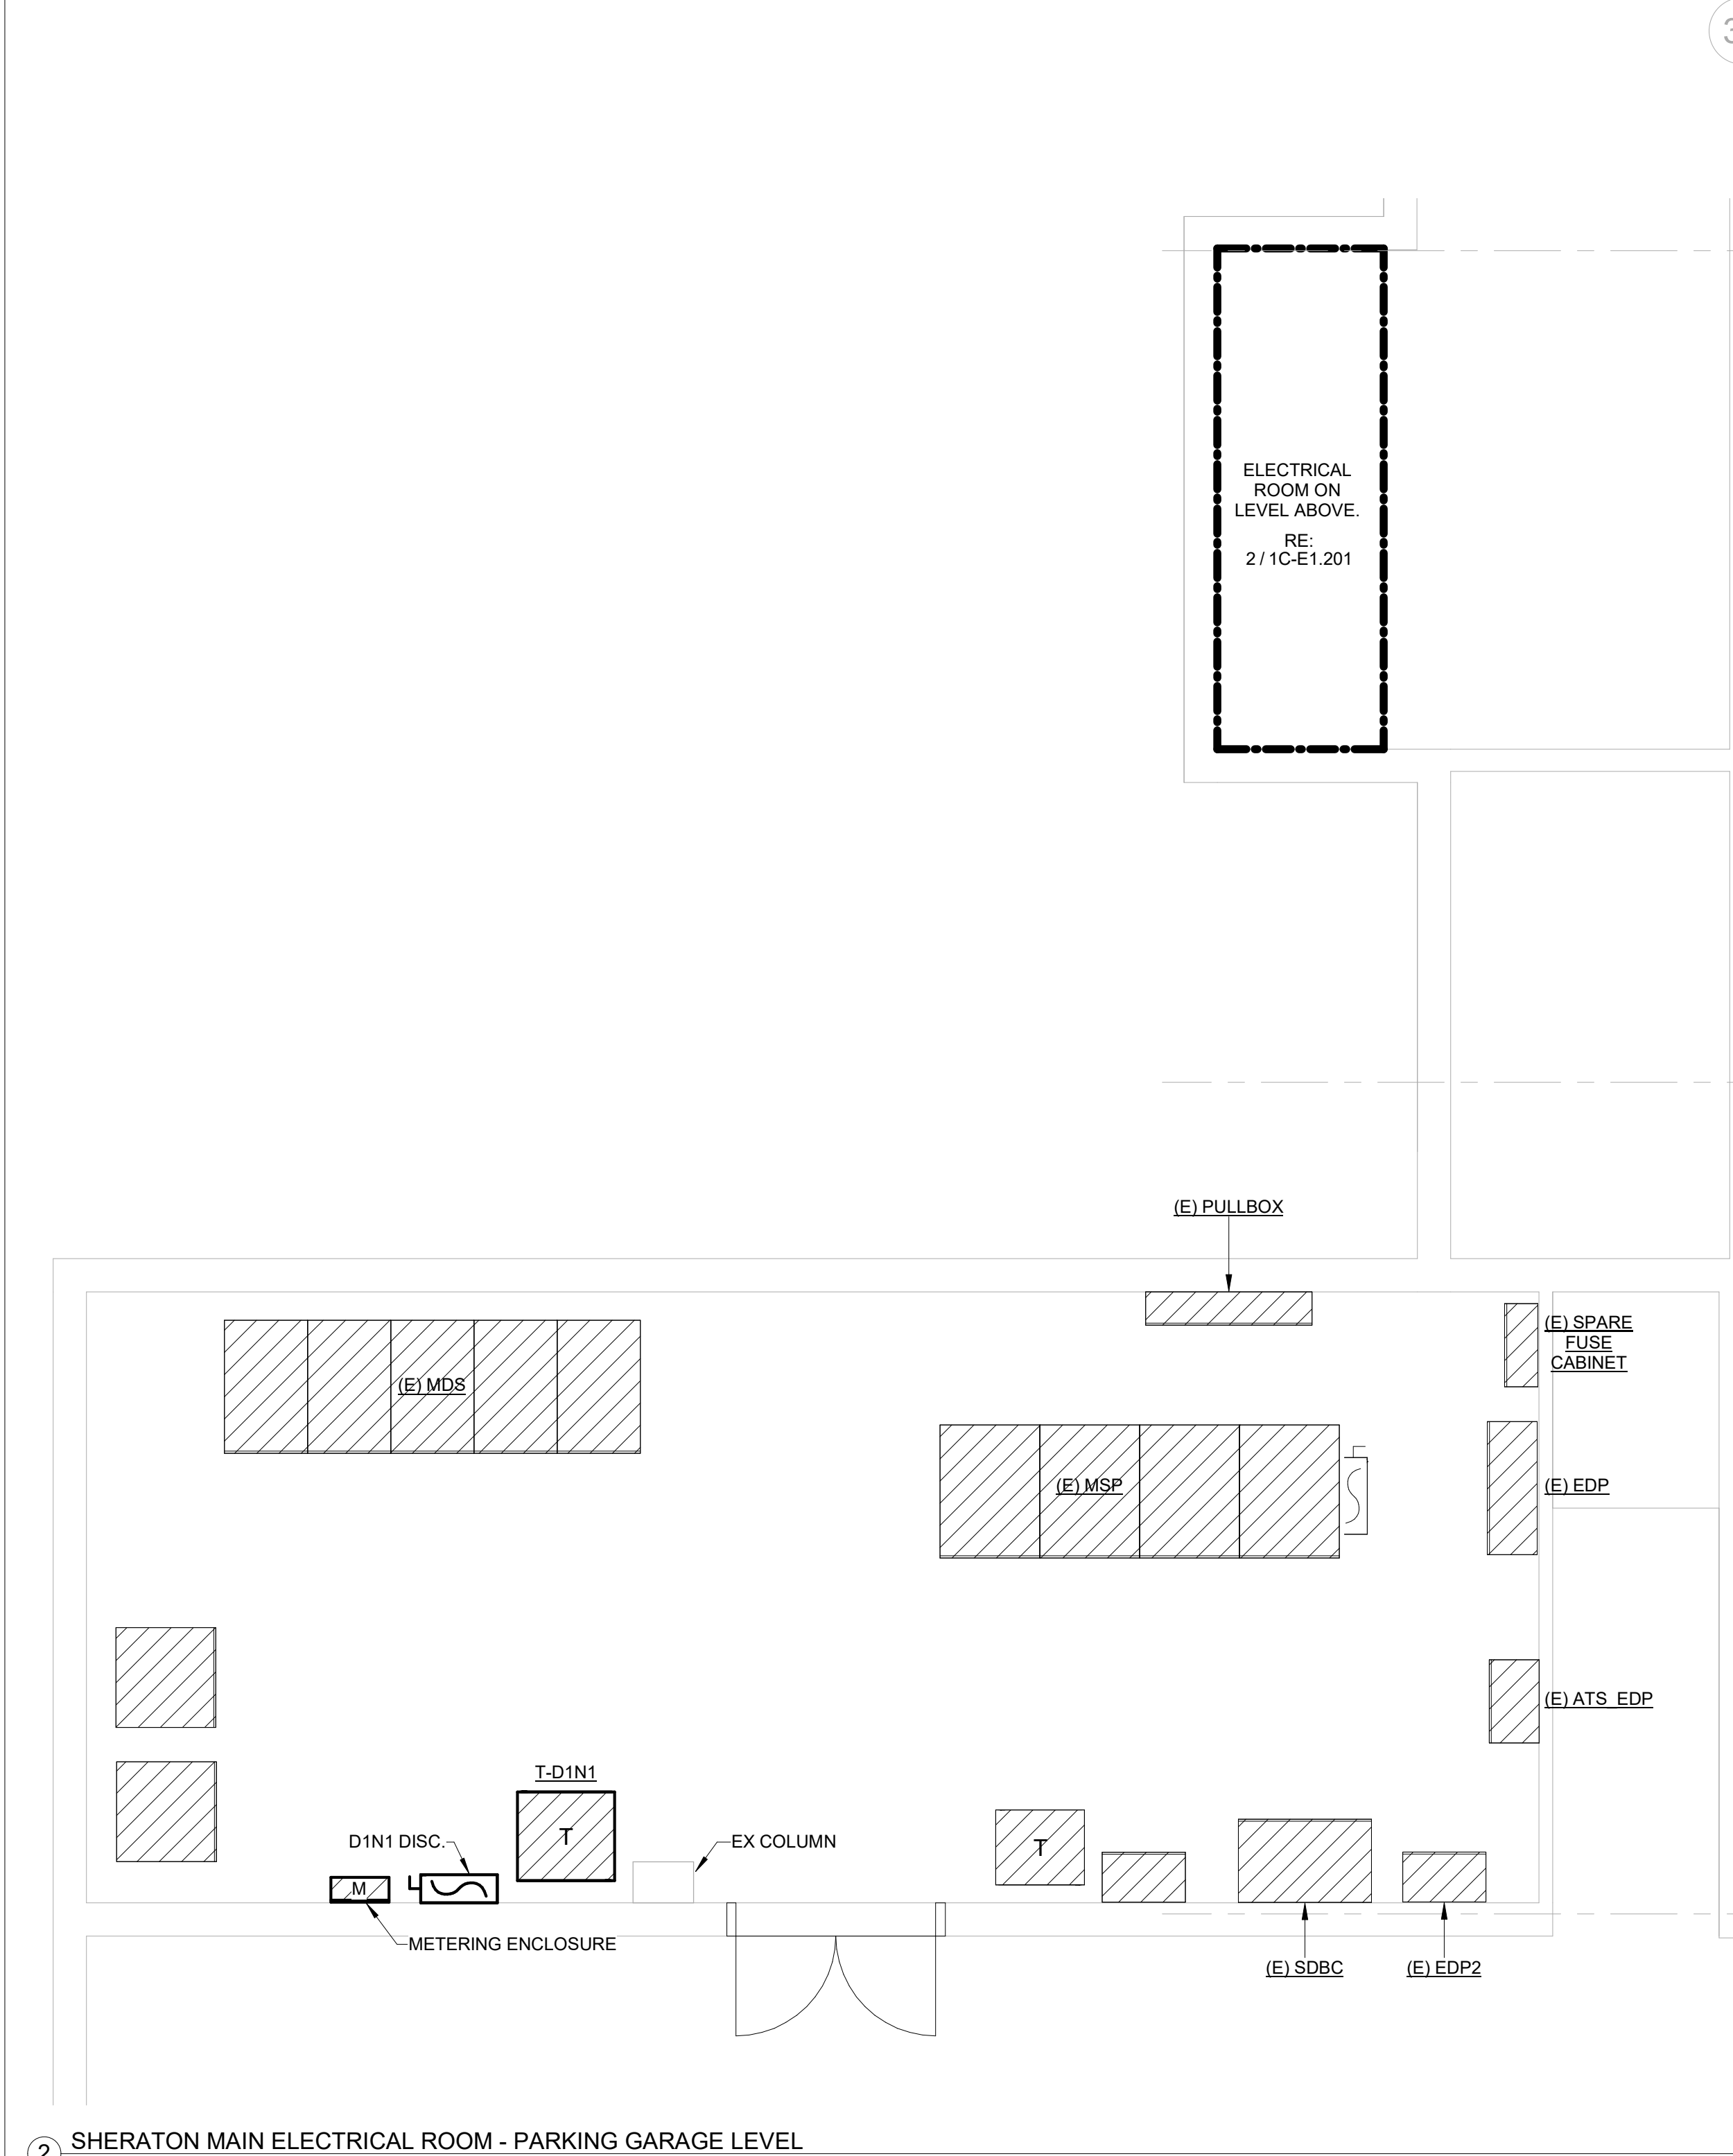 3
ELECTRICAL
ROOM ON
LEVEL ABOVE.
RE:
2 / 1C-E1.201
(E) PULLBOX
(E) SPARE
FUSE
CABINET
(E) MDS
(E) MSP
(E) EDP
(E) ATS_EDP
T-D1N1
T
D1N1 DISC.
EX COLUMN
T
M
METERING ENCLOSURE
(E) SDBC
(E) EDP2
2
SHERATON MAIN ELECTRICAL ROOM - PARKING GARAGE LEVEL